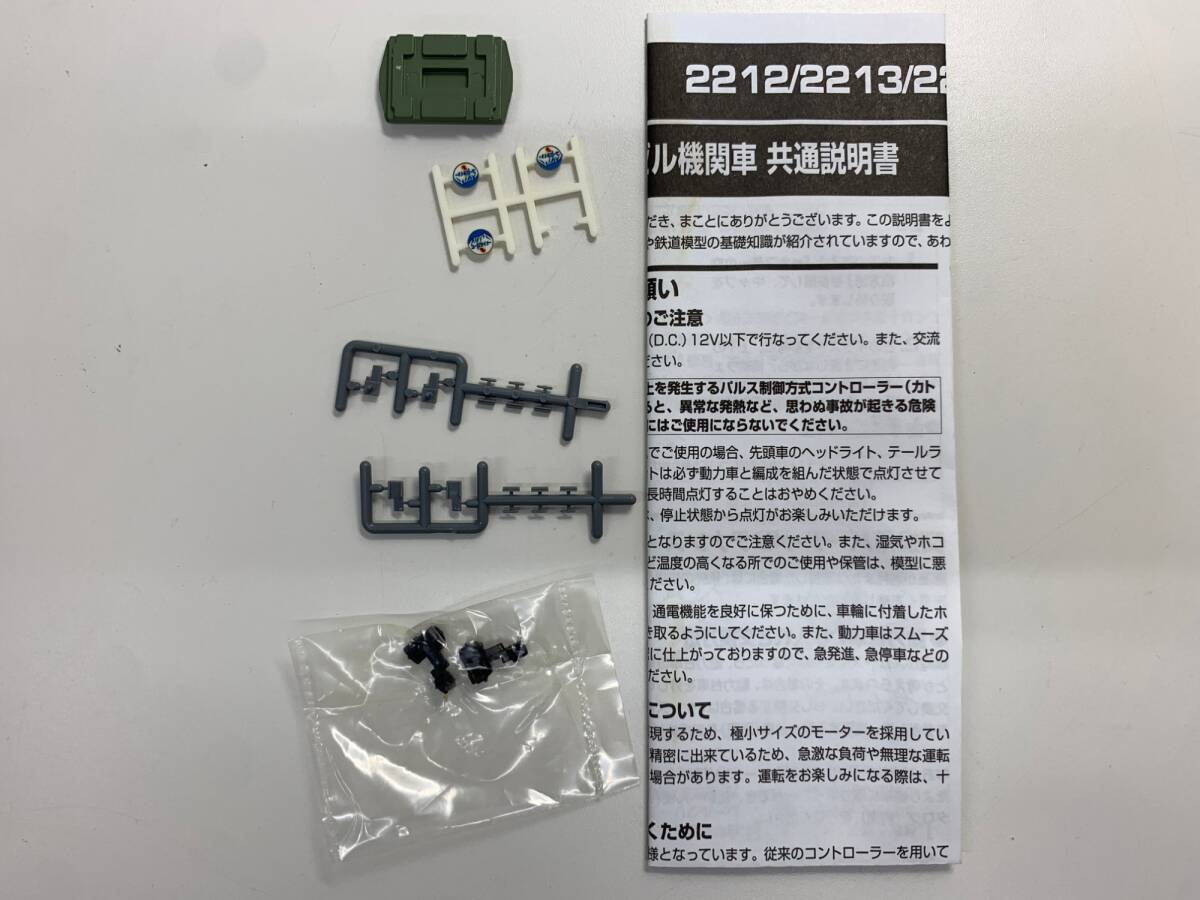 2212/2213/22
ル機関車 共通説明書
だき、まことにありがとうございます。この説明書をよ
や鉄道模型の基礎知識が紹介されていますので、あわ
願い
のご注意
(D.C.)12V以下で行なってください。また、交流
ださい。
上を発生するパルス制御方式コントローラー(カト
ると、異常な発熱など、思わぬ事故が起きる危険
にはご使用にならないでください。
でご使用の場合、先頭車のヘッドライト、テールラ
トは必ず動力車と編成を組んだ状態で点灯させて
長時間点灯することはおやめください。
、停止状態から点灯がお楽しみいただけます。
となりますのでご注意ください。また、湿気やホコ
ど温度の高くなる所でのご使用や保管は、模型に悪
ださい。
通電機能を良好に保つために、車輪に付着したホ
き取るようにしてください。また、動力車はスムーズ
に仕上がっておりますので、急発進、急停車などの
ださい。
について
現するため、極小サイズのモーターを採用してい
精密に出来ているため、急激な負荷や無理な運転
場合があります。運転をお楽しみになる際は、十
くために
様となっています。従来のコントローラーを用いて